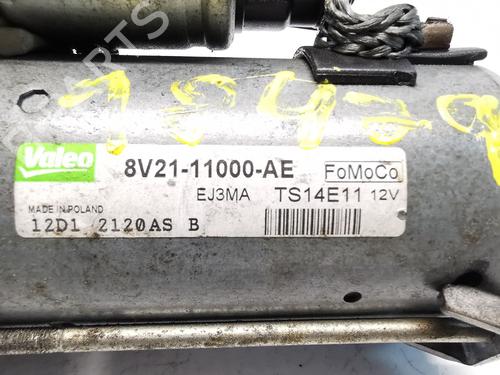 Valeo
8V21-11000-AE
FoMoCo
EJ3MA TS14E11 12V
MADE IN POLAND
12D1 2120AS B